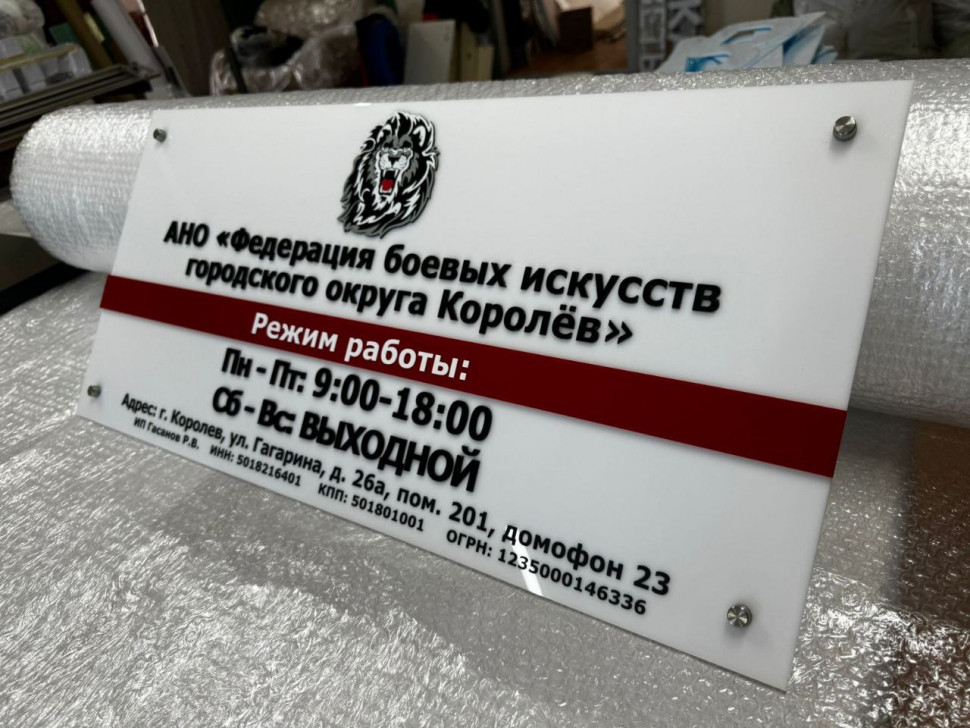 АНО «Федерация боевых искусств
городского округа Королёв»
Режим работы:
Пн - Пт: 9:00-18:00
Сб - Вс: ВЫХОДНОЙ
Адрес: г. Королев, ул. Гагарина, д. 26а, пом. 201, домофон 23
ИП Гасанов Р.В. ИНН: 5018216401 КПП: 501801001 ОГРН: 1235000146336